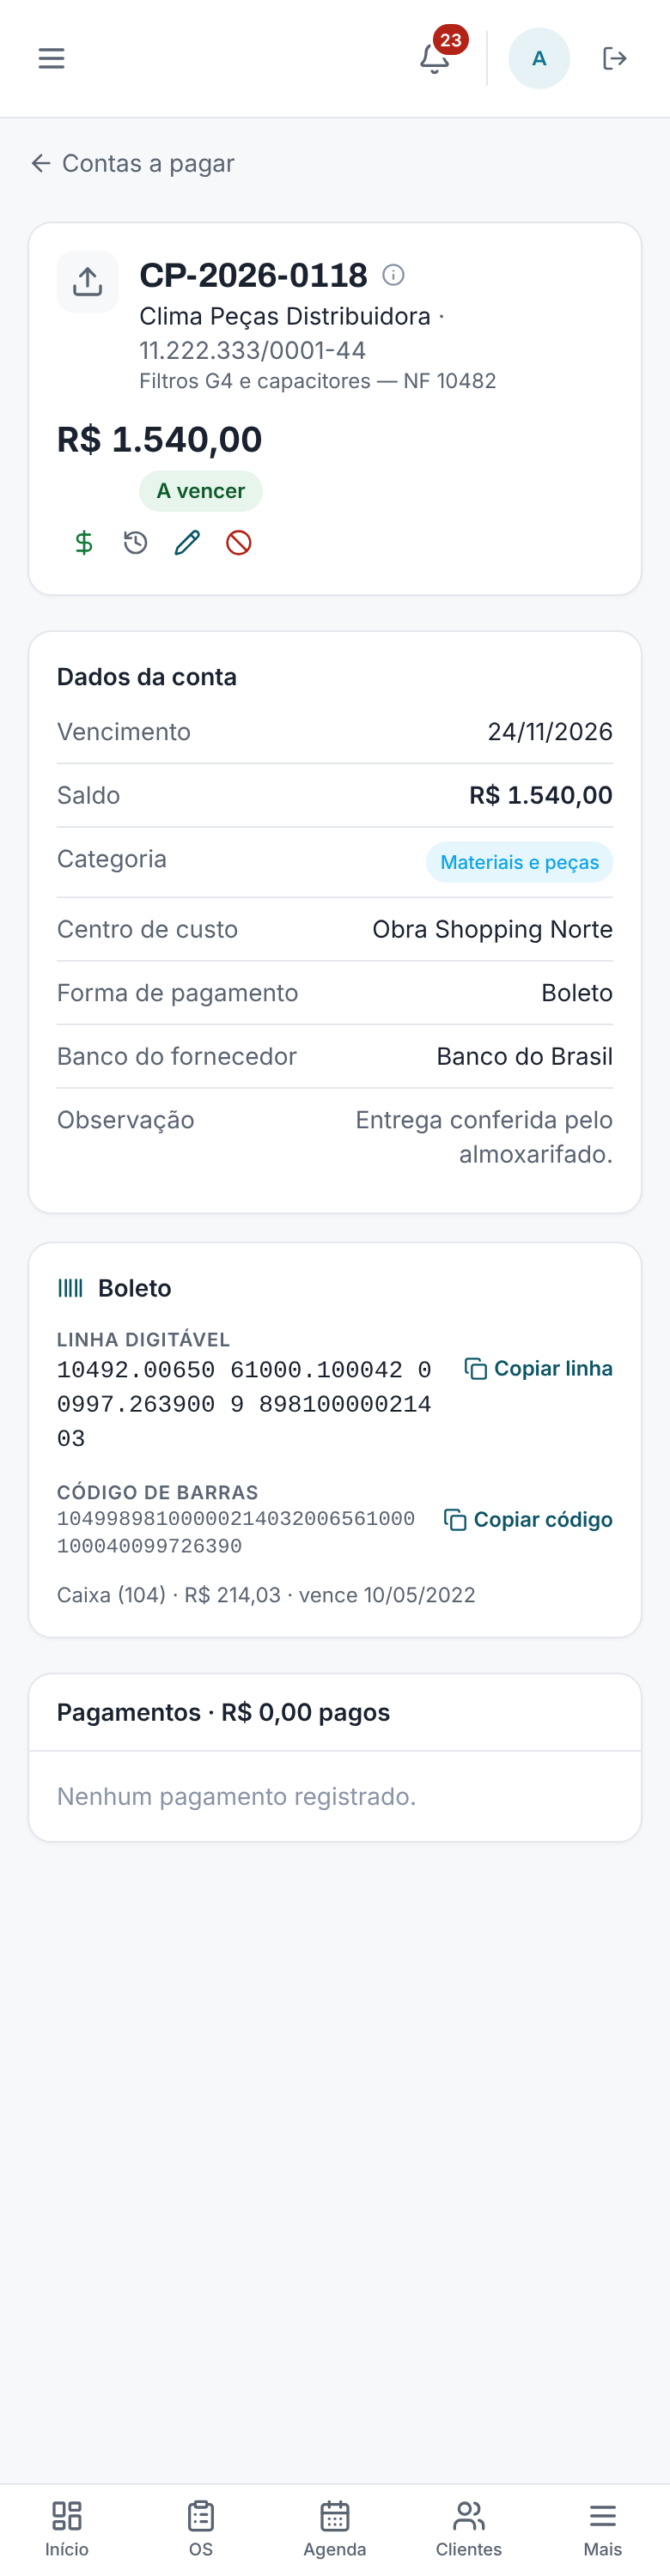 23
A
Contas a pagar
CP-2026-0118
Clima Peças Distribuidora ·
11.222.333/0001-44
Filtros G4 e capacitores — NF 10482
R$ 1.540,00
A vencer
Dados da conta
Vencimento 24/11/2026
Saldo R$ 1.540,00
Categoria Materiais e peças
Centro de custo Obra Shopping Norte
Forma de pagamento Boleto
Banco do fornecedor Banco do Brasil
Observação Entrega conferida pelo
almoxarifado.
Boleto
LINHA DIGITÁVEL
10492.00650 61000.100042 0 Copiar linha
0997.263900 9 898100000214
03
CÓDIGO DE BARRAS
10499898100000214032006561000 Copiar código
100040099726390
Caixa (104) · R$ 214,03 · vence 10/05/2022
Pagamentos · R$ 0,00 pagos
Nenhum pagamento registrado.
Início OS Agenda Clientes Mais